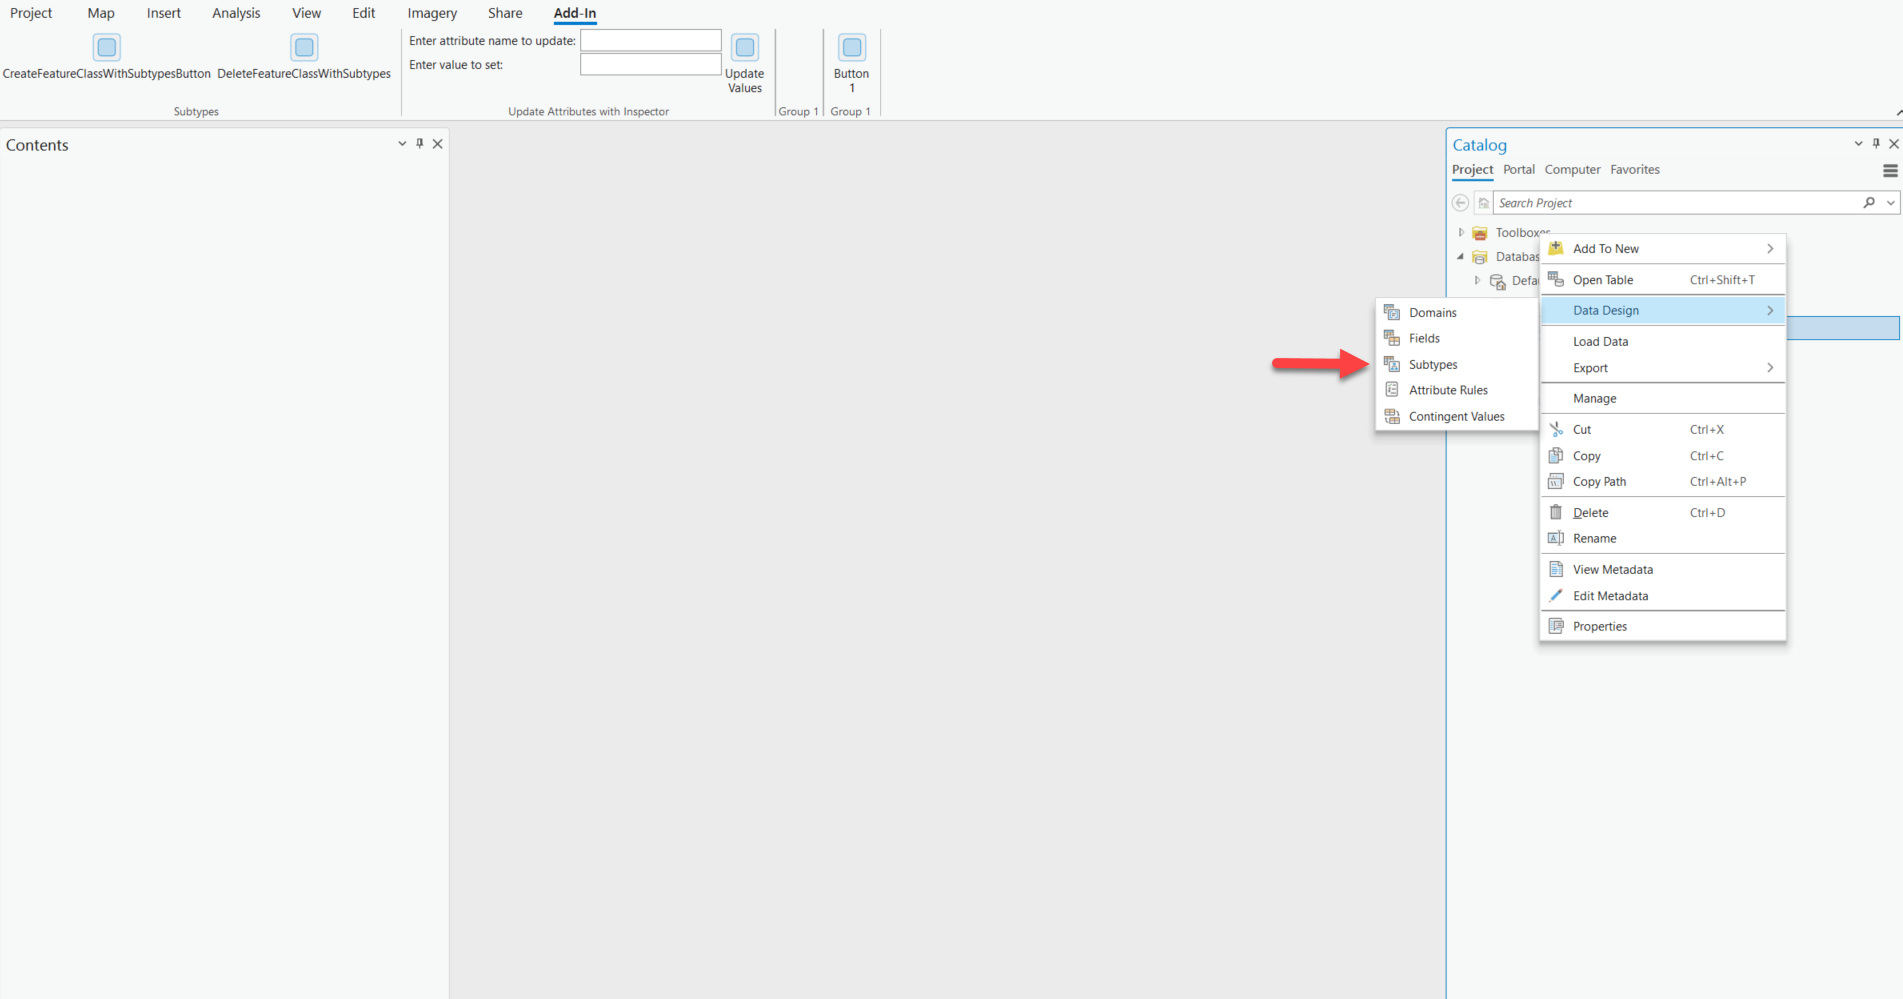 Project Map Insert Analysis View Edit Imagery Share Add-In
CreateFeatureClassWithSubtypesButton DeleteFeatureClassWithSubtypes
Subtypes
Enter attribute name to update:
Enter value to set:
Update
Values
Update Attributes with Inspector
Group 1
Button
1
Group 1
Contents
Catalog
Project Portal Computer Favorites
Search Project
Toolboxes
Databas
Defau
Add To New
Open Table Ctrl+Shift+T
Data Design
Load Data
Export
Manage
Cut Ctrl+X
Copy Ctrl+C
Copy Path Ctrl+Alt+P
Delete Ctrl+D
Rename
View Metadata
Edit Metadata
Properties
Domains
Fields
Subtypes
Attribute Rules
Contingent Values